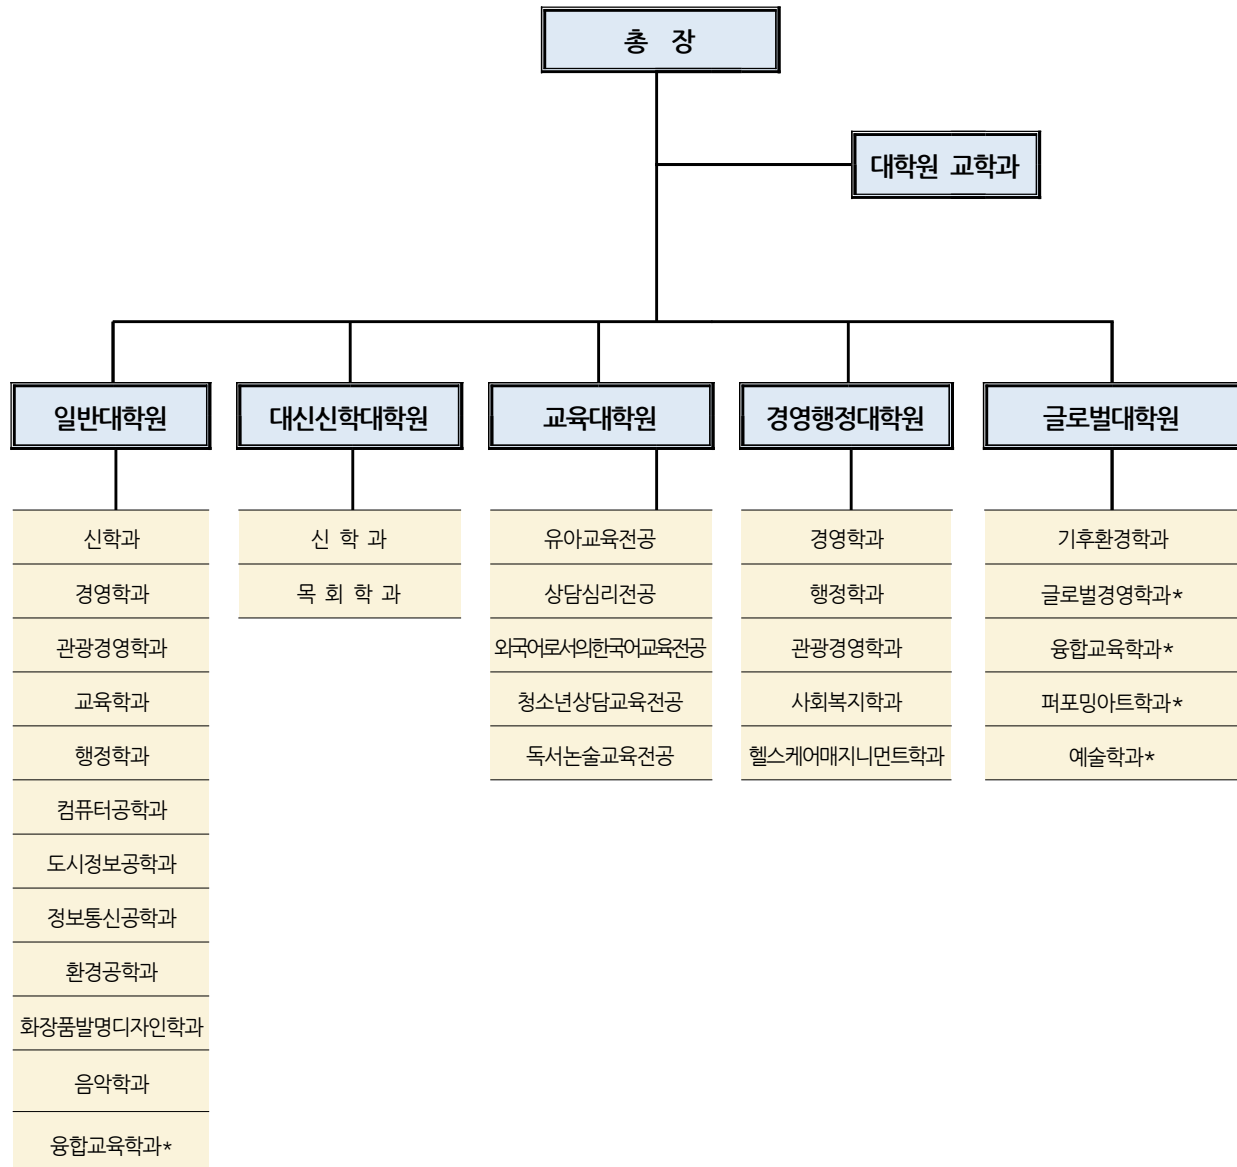 총 장
대학원 교학과
일반대학원
대신신학대학원
교육대학원
경영행정대학원
글로벌대학원
신학과
경영학과
관광경영학과
교육학과
행정학과
컴퓨터공학과
도시정보공학과
정보통신공학과
환경공학과
화장품발명디자인학과
음악학과
융합교육학과*
신 학 과
목 회 학 과
유아교육전공
상담심리전공
외국어로서의한국어교육전공
청소년상담교육전공
독서논술교육전공
경영학과
행정학과
관광경영학과
사회복지학과
헬스케어매지니먼트학과
기후환경학과
글로벌경영학과*
융합교육학과*
퍼포밍아트학과*
예술학과*